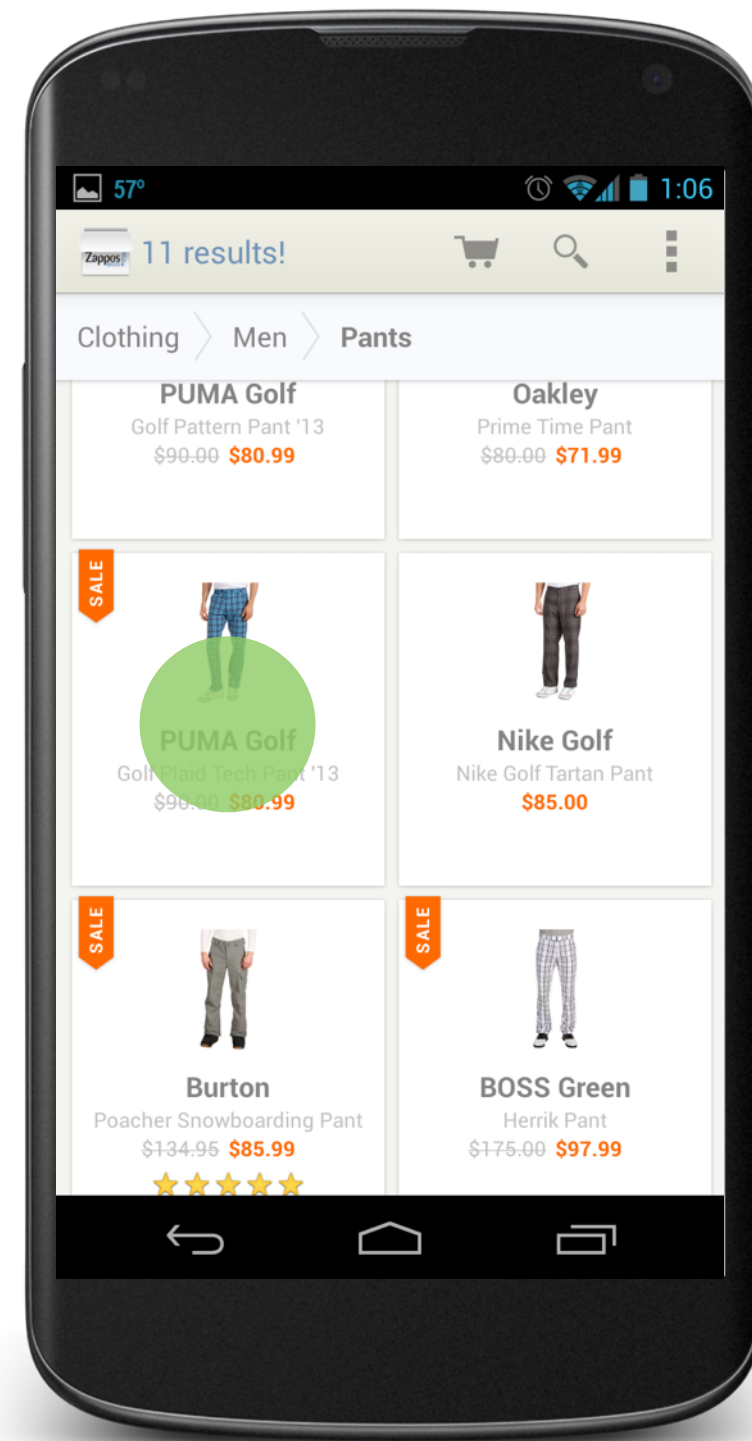 57°
1:06
Zappos
11 results!
Clothing
Men
Pants
PUMA Golf
Golf Pattern Pant '13
$90.00 $80.99
Oakley
Prime Time Pant
$80.00 $71.99
SALE
PUMA Golf
Golf Plaid Tech Pant '13
$90.00 $80.99
Nike Golf
Nike Golf Tartan Pant
$85.00
SALE
Burton
Poacher Snowboarding Pant
$134.95 $85.99
SALE
BOSS Green
Herrik Pant
$175.00 $97.99